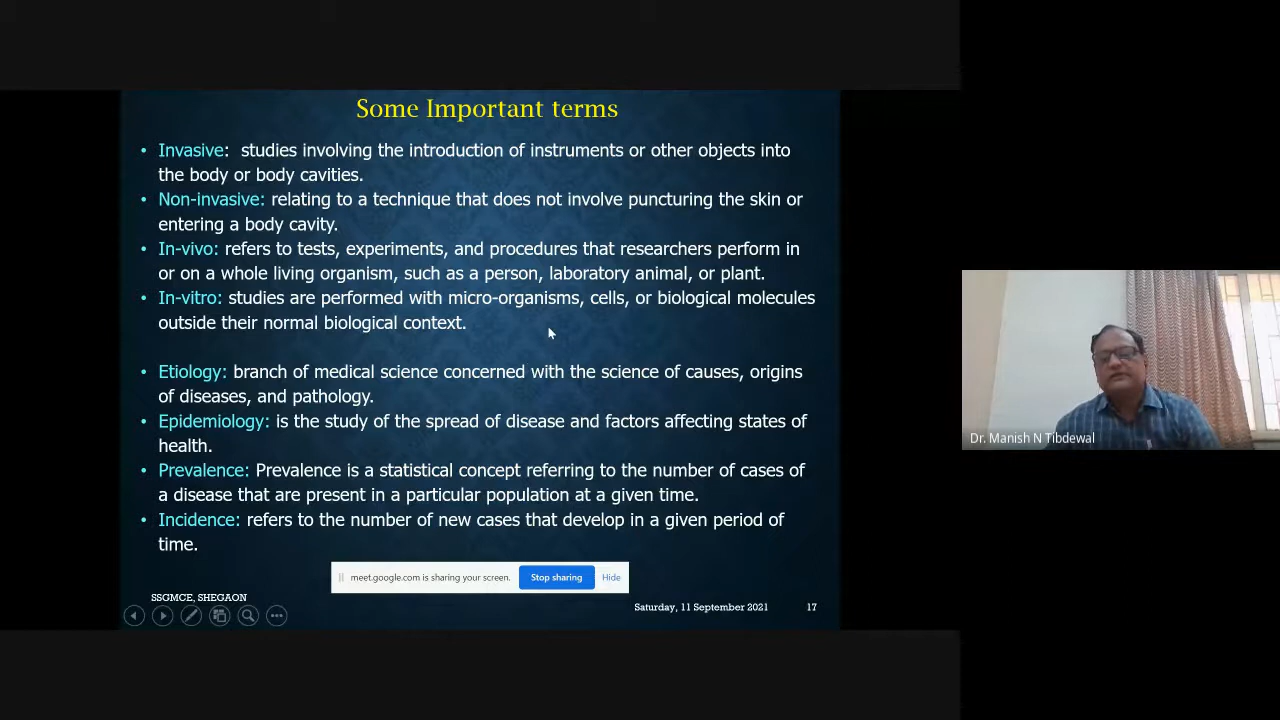 Some Important terms
• Invasive: studies involving the introduction of instruments or other objects into
the body or body cavities.
• Non-invasive: relating to a technique that does not involve puncturing the skin or
entering a body cavity.
• In-vivo: refers to tests, experiments, and procedures that researchers perform in
or on a whole living organism, such as a person, laboratory animal, or plant.
• In-vitro: studies are performed with micro-organisms, cells, or biological molecules
outside their normal biological context.
• Etiology: branch of medical science concerned with the science of causes, origins
of diseases, and pathology.
• Epidemiology: is the study of the spread of disease and factors affecting states of
health.
• Prevalence: Prevalence is a statistical concept referring to the number of cases of
a disease that are present in a particular population at a given time.
• Incidence: refers to the number of new cases that develop in a given period of
time.
meet.google.com is sharing your screen. Stop sharing Hide
SSGMCE, SHEGAON
Saturday, 11 September 2021 17
Dr. Manish N Tibdewal